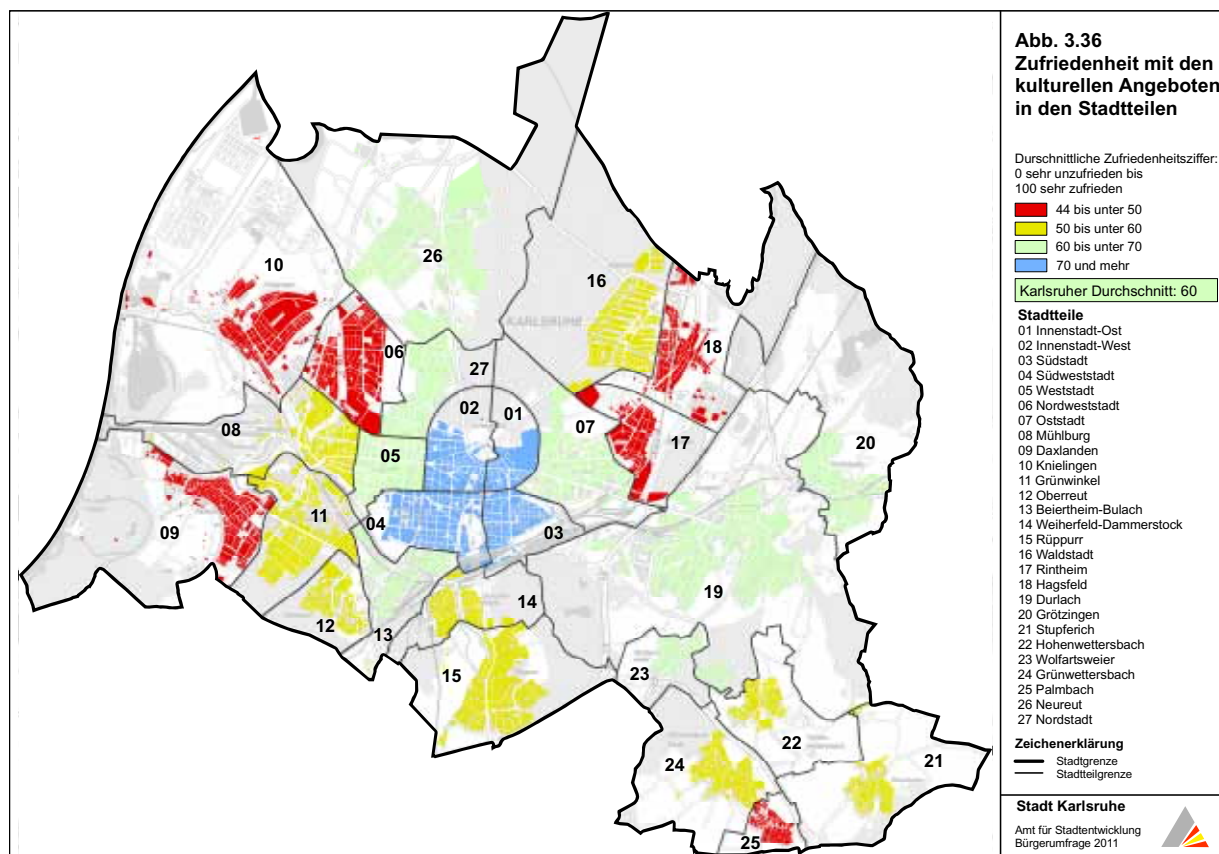 Abb. 3.36
Zufriedenheit mit den
kulturellen Angeboten
in den Stadtteilen
Durschnittliche Zufriedenheitsziffer:
0 sehr unzufrieden bis
100 sehr zufrieden
44 bis unter 50
50 bis unter 60
60 bis unter 70
70 und mehr
Karlsruher Durchschnitt: 60
Stadtteile
01 Innenstadt-Ost
02 Innenstadt-West
03 Südstadt
04 Südweststadt
05 Weststadt
06 Nordweststadt
07 Oststadt
08 Mühlburg
09 Daxlanden
10 Knielingen
11 Grünwinkel
12 Oberreut
13 Beiertheim-Bulach
14 Weiherfeld-Dammerstock
15 Rüppurr
16 Waldstadt
17 Rintheim
18 Hagsfeld
19 Durlach
20 Grötzingen
21 Stupferich
22 Hohenwettersbach
23 Wolfartsweier
24 Grünwettersbach
25 Palmbach
26 Neureut
27 Nordstadt
Zeichenerklärung
Stadtgrenze
Stadtteilgrenze
Stadt Karlsruhe
Amt für Stadtentwicklung
Bürgerumfrage 2011
26
10
16
KARLSRUHE
18
06
27
02
01
07
08
17
20
05
11
04
03
09
19
14
12
13
15
23
22
24
21
25